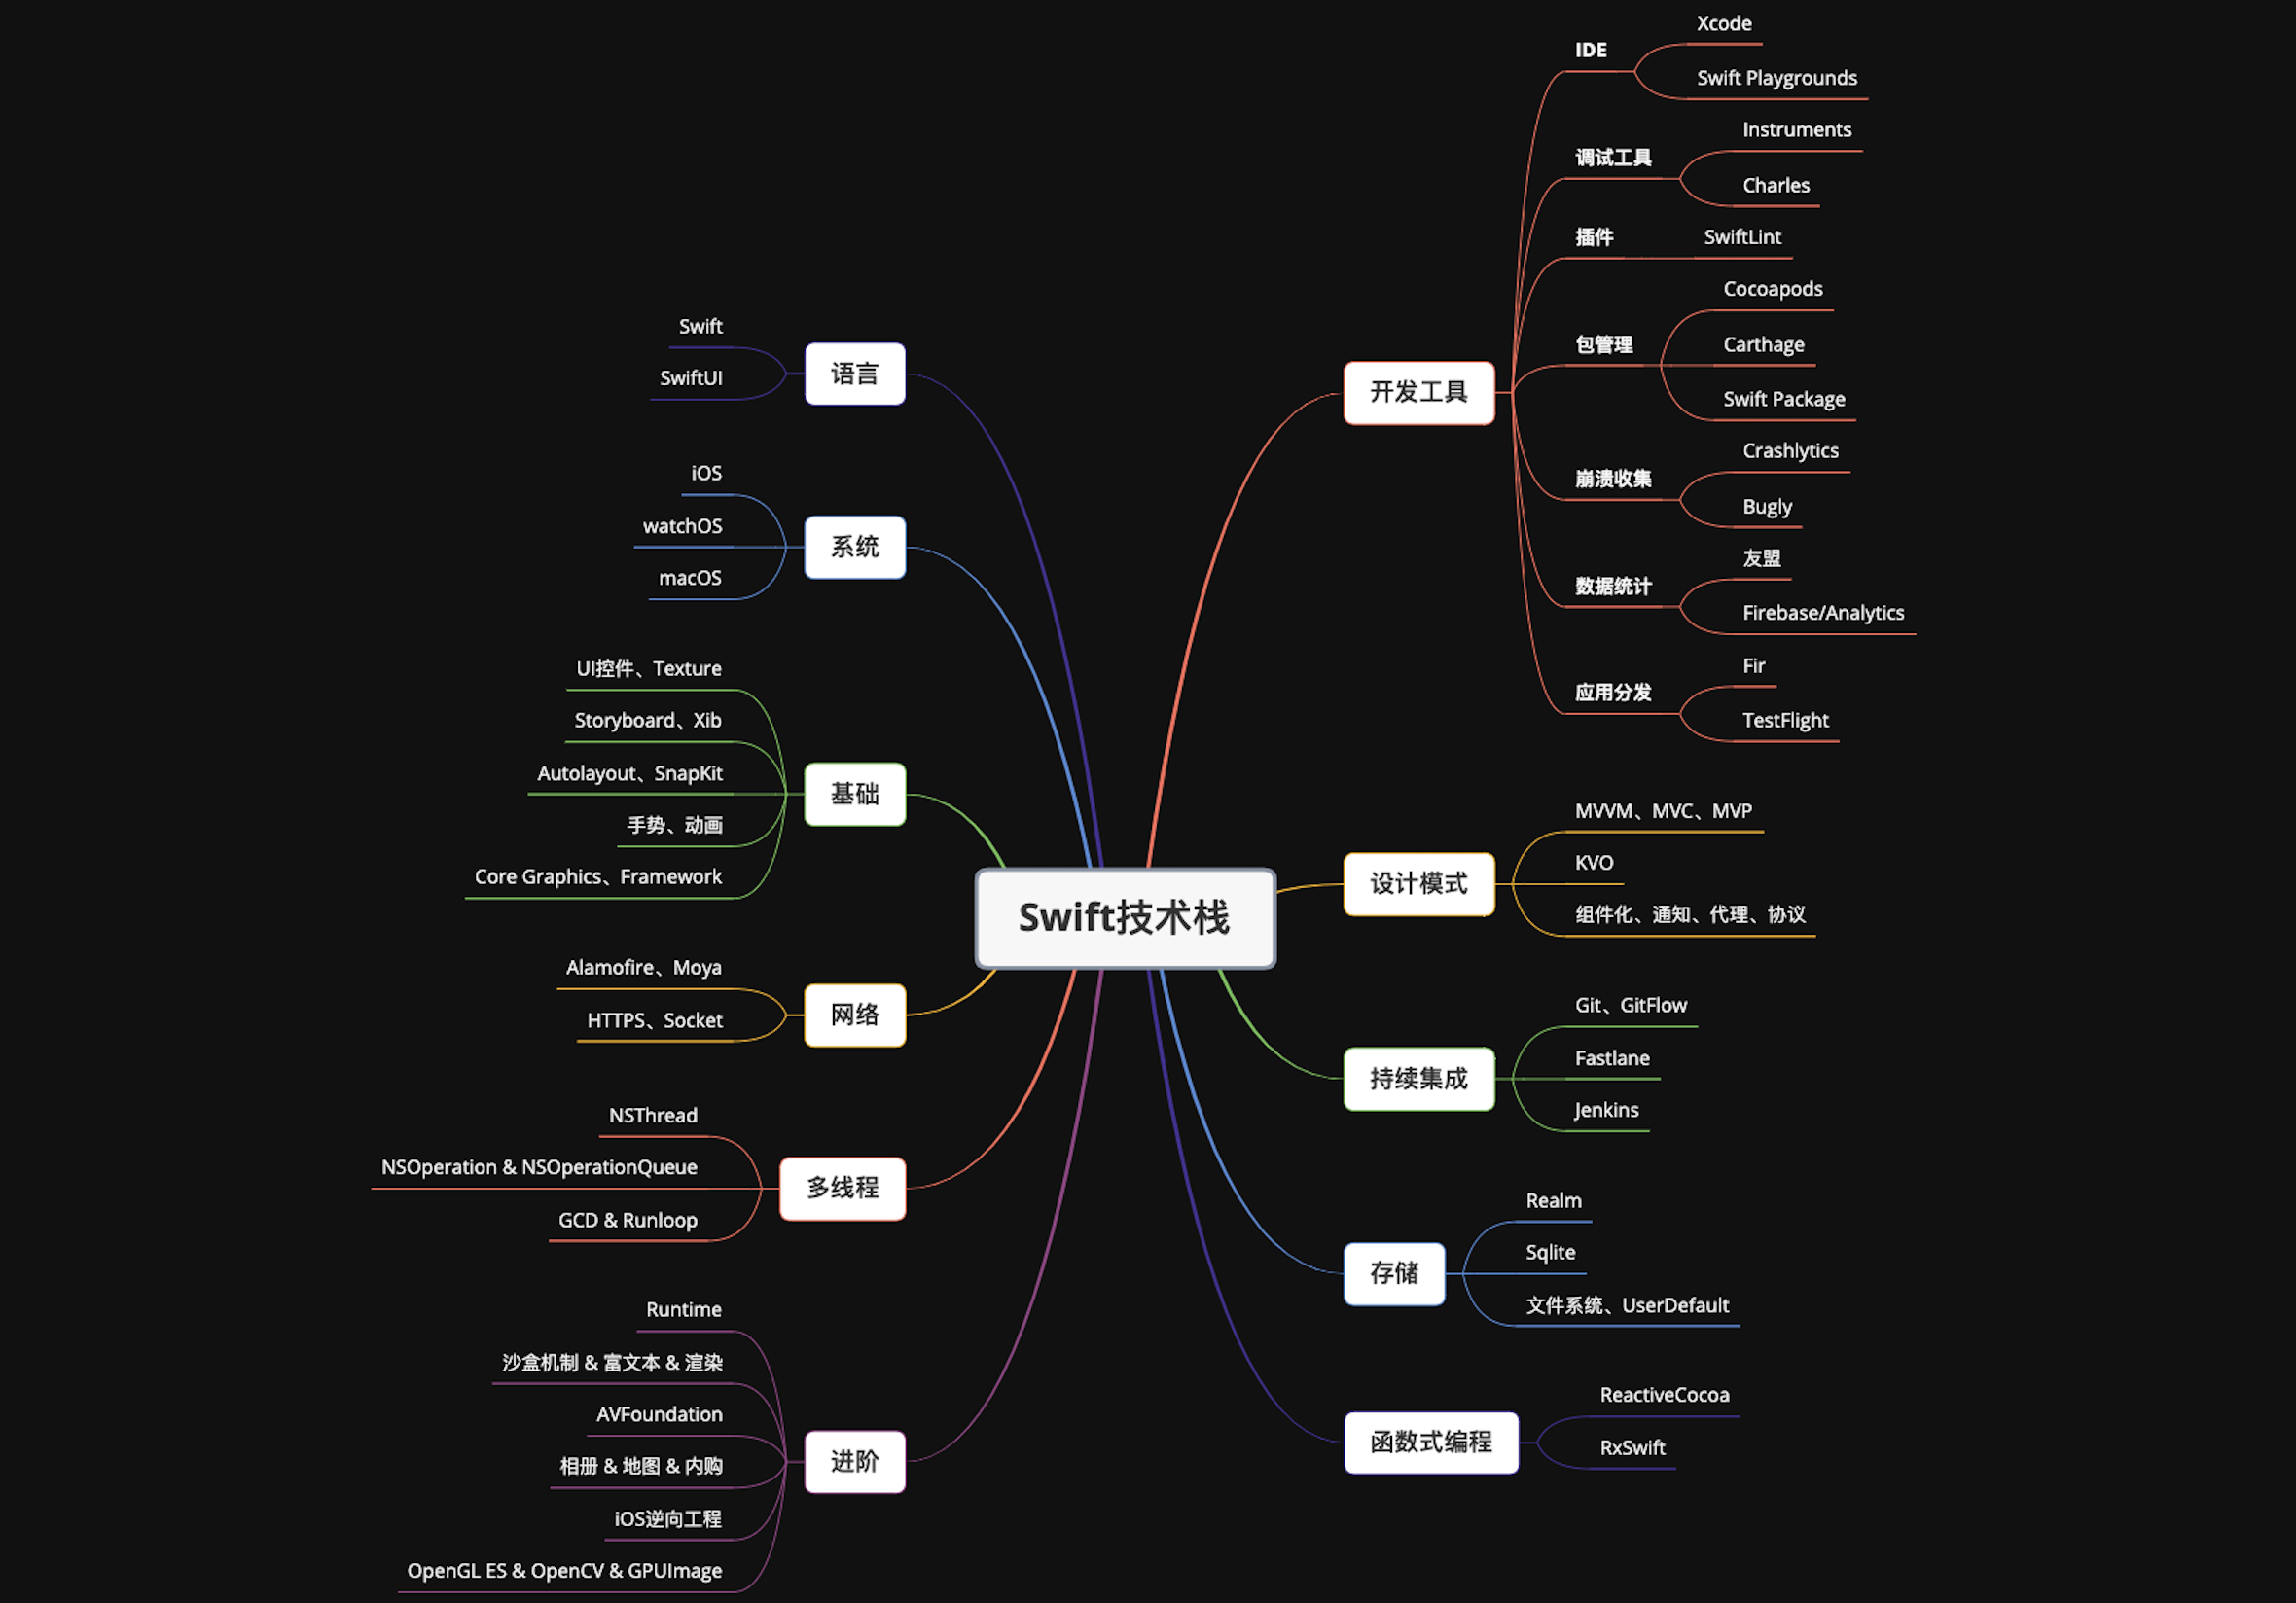 Swift技术栈
开发工具
IDE
Xcode
Swift Playgrounds
调试工具
Instruments
Charles
插件
SwiftLint
包管理
Cocoapods
Carthage
Swift Package
崩溃收集
Crashlytics
Bugly
数据统计
友盟
Firebase/Analytics
应用分发
Fir
TestFlight
设计模式
MVVM、MVC、MVP
KVO
组件化、通知、代理、协议
持续集成
Git、GitFlow
Fastlane
Jenkins
存储
Realm
Sqlite
文件系统、UserDefault
函数式编程
ReactiveCocoa
RxSwift
语言
Swift
SwiftUI
系统
iOS
watchOS
macOS
基础
UI控件、Texture
Storyboard、Xib
Autolayout、SnapKit
手势、动画
Core Graphics、Framework
网络
Alamofire、Moya
HTTPS、Socket
多线程
NSThread
NSOperation & NSOperationQueue
GCD & Runloop
进阶
Runtime
沙盒机制 & 富文本 & 渲染
AVFoundation
相册 & 地图 & 内购
iOS逆向工程
OpenGL ES & OpenCV & GPUImage